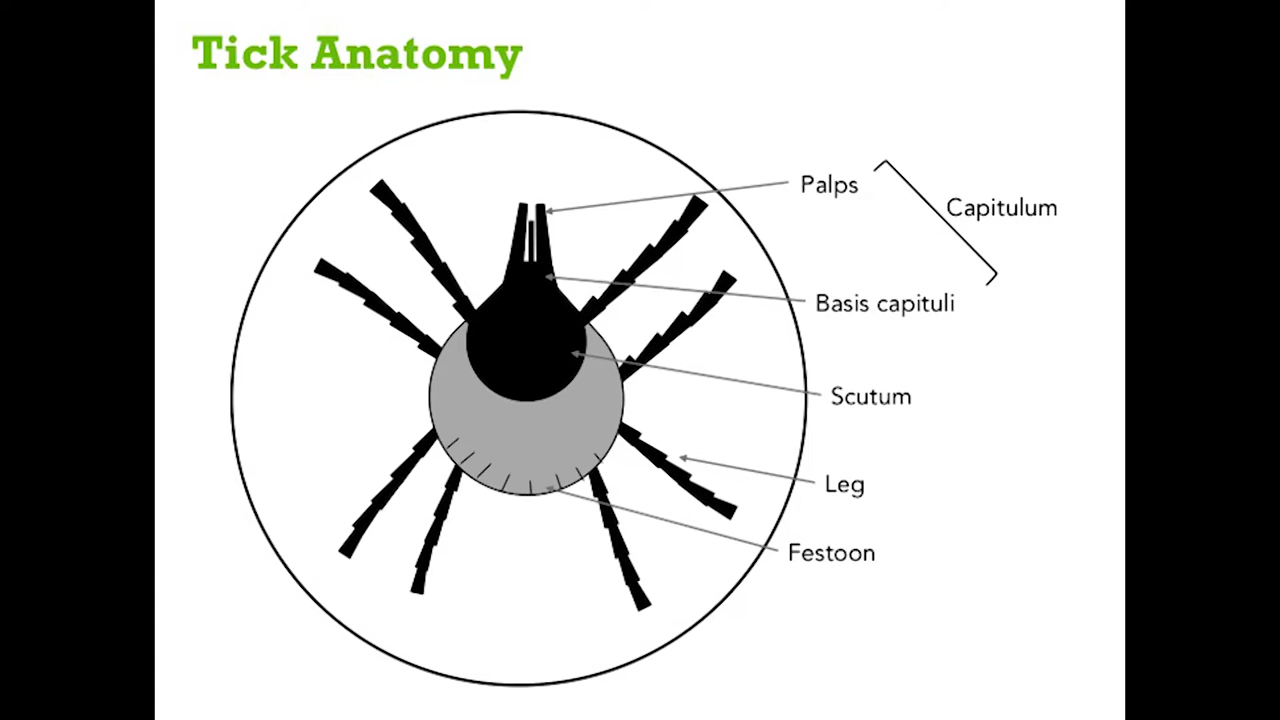 Tick Anatomy
Palps
Capitulum
Basis capituli
Scutum
Leg
Festoon